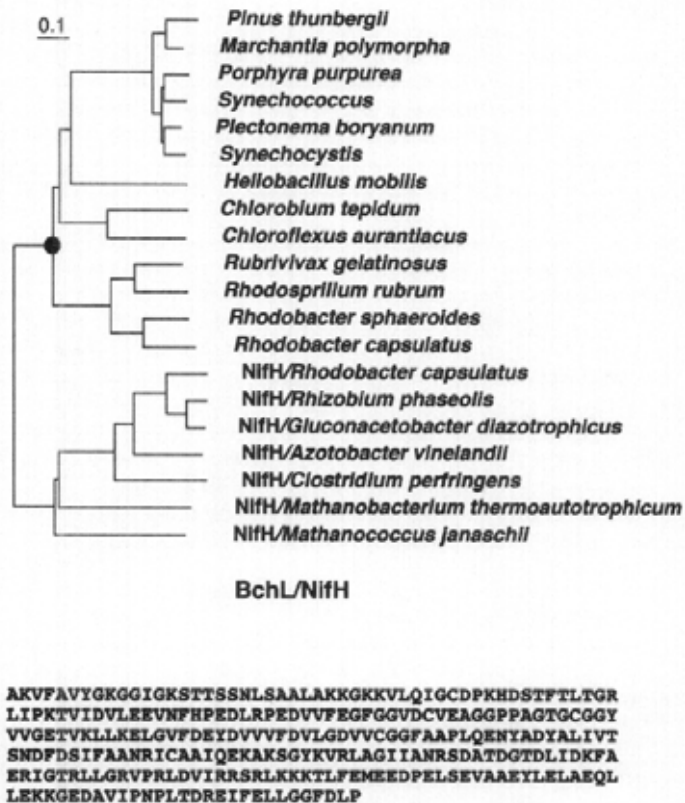 0.1
Pinus thunbergii
Marchantia polymorpha
Porphyra purpurea
Synechococcus
Plectonema boryanum
Synechocystis
Heliobacillus mobilis
Chlorobium tepidum
Chloroflexus aurantiacus
Rubrivivax gelatinosus
Rhodosprillum rubrum
Rhodobacter sphaeroides
Rhodobacter capsulatus
NifH/Rhodobacter capsulatus
NifH/Rhizobium phaseolis
NifH/Gluconacetobacter diazotrophicus
NifH/Azotobacter vinelandii
NifH/Clostridium perfringens
NifH/Mathanobacterium thermoautotrophicum
NifH/Mathanococcus janaschii
BchL/NifH
AKVFAVYGKGGIGKSTTSSNLSAALAKKGKKVLQIGCDPKHDSTFTLTGR
LIPKTVIDVLEEVNFHPEDLRPEDVVFEGFGGVDCVEAGGPPAGTGCGGY
VVGETVKLLKELGVFDEYDVVVFDVLGDVVCGGFAAPLQENYADYALIVT
SNDFDSIFAANRICAAIQEKAKSGYKVRLAGIIANRSDATDGTDLIDKFA
ERIGTRLLGRVPRLDVIRRSRLKKKTLFEMEEDPELSEVAAEYLELAEQL
LEKKGEDAVIPNPLTDREIFELLGGFDLP